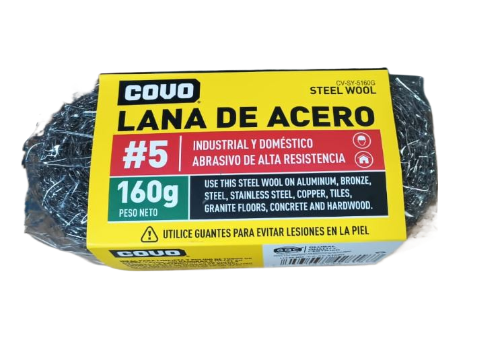 COVO
CV-SY-5160G
STEEL WOOL
LANA DE ACERO
#5
INDUSTRIAL Y DOMÉSTICO
ABRASIVO DE ALTA RESISTENCIA
160g
PESO NETO
USE THIS STEEL WOOL ON ALUMINUM, BRONZE,
STEEL, STAINLESS STEEL, COPPER, TILES,
GRANITE FLOORS, CONCRETE AND HARDWOOD.
UTILICE GUANTES PARA EVITAR LESIONES EN LA PIEL
COVO